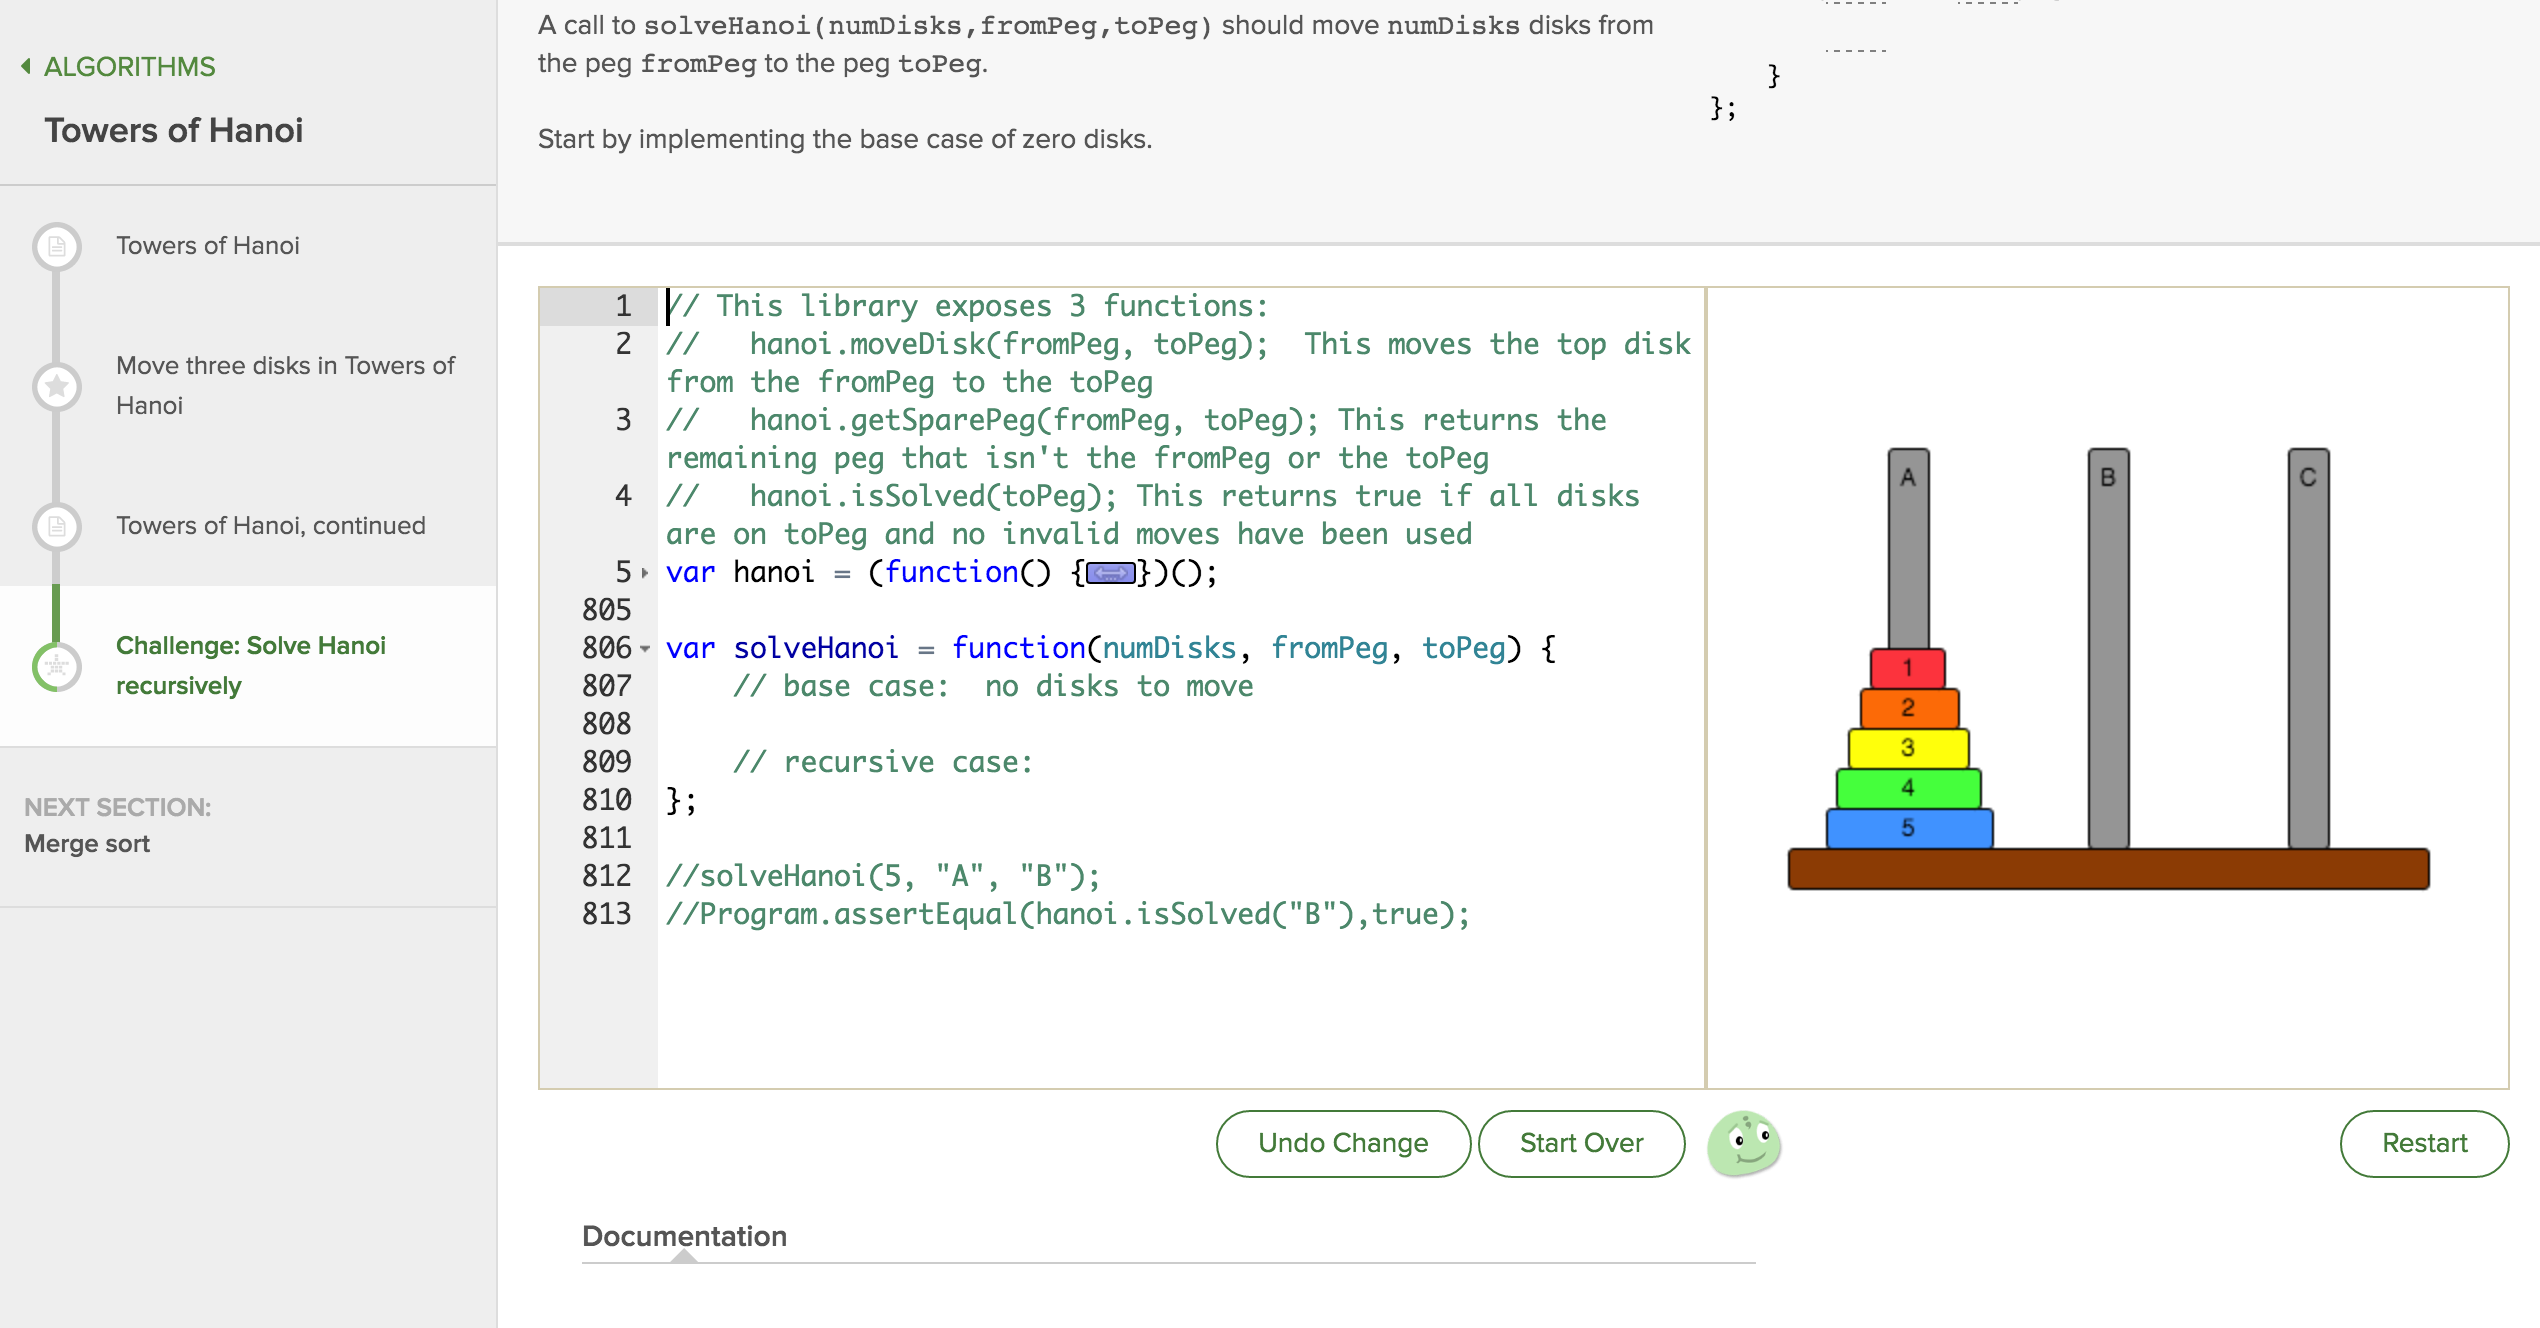 ALGORITHMS
Towers of Hanoi
Towers of Hanoi
Move three disks in Towers of
Hanoi
Towers of Hanoi, continued
Challenge: Solve Hanoi
recursively
NEXT SECTION:
Merge sort
A call to solveHanoi(numDisks,fromPeg,toPeg) should move numDisks disks from
the peg fromPeg to the peg toPeg.
Start by implementing the base case of zero disks.
}
};
1 // This library exposes 3 functions:
2 //   hanoi.moveDisk(fromPeg, toPeg);  This moves the top disk
from the fromPeg to the toPeg
3 //   hanoi.getSparePeg(fromPeg, toPeg); This returns the
remaining peg that isn't the fromPeg or the toPeg
4 //   hanoi.isSolved(toPeg); This returns true if all disks
are on toPeg and no invalid moves have been used
5 var hanoi = (function() {})();
805
806 var solveHanoi = function(numDisks, fromPeg, toPeg) {
807     // base case:  no disks to move
808
809     // recursive case:
810 };
811
812 //solveHanoi(5, "A", "B");
813 //Program.assertEqual(hanoi.isSolved("B"),true);
A B C
1
2
3
4
5
Undo Change Start Over Restart
Documentation